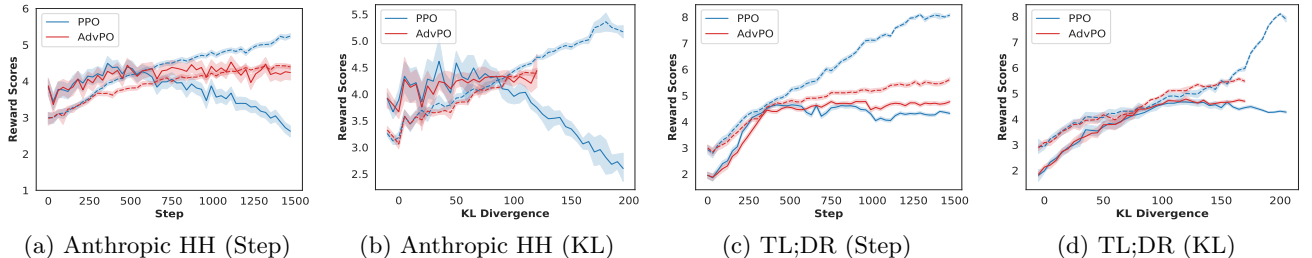 Reward Scores
6
5
4
3
2
1
PPO
AdvPO
0 250 500 750 1000 1250 1500
Step
(a) Anthropic HH (Step)
Reward Scores
5.5
5.0
4.5
4.0
3.5
3.0
2.5
PPO
AdvPO
0 50 100 150 200
KL Divergence
(b) Anthropic HH (KL)
Reward Scores
8
7
6
5
4
3
2
PPO
AdvPO
0 250 500 750 1000 1250 1500
Step
(c) TL;DR (Step)
Reward Scores
8
7
6
5
4
3
2
PPO
AdvPO
0 50 100 150 200
KL Divergence
(d) TL;DR (KL)